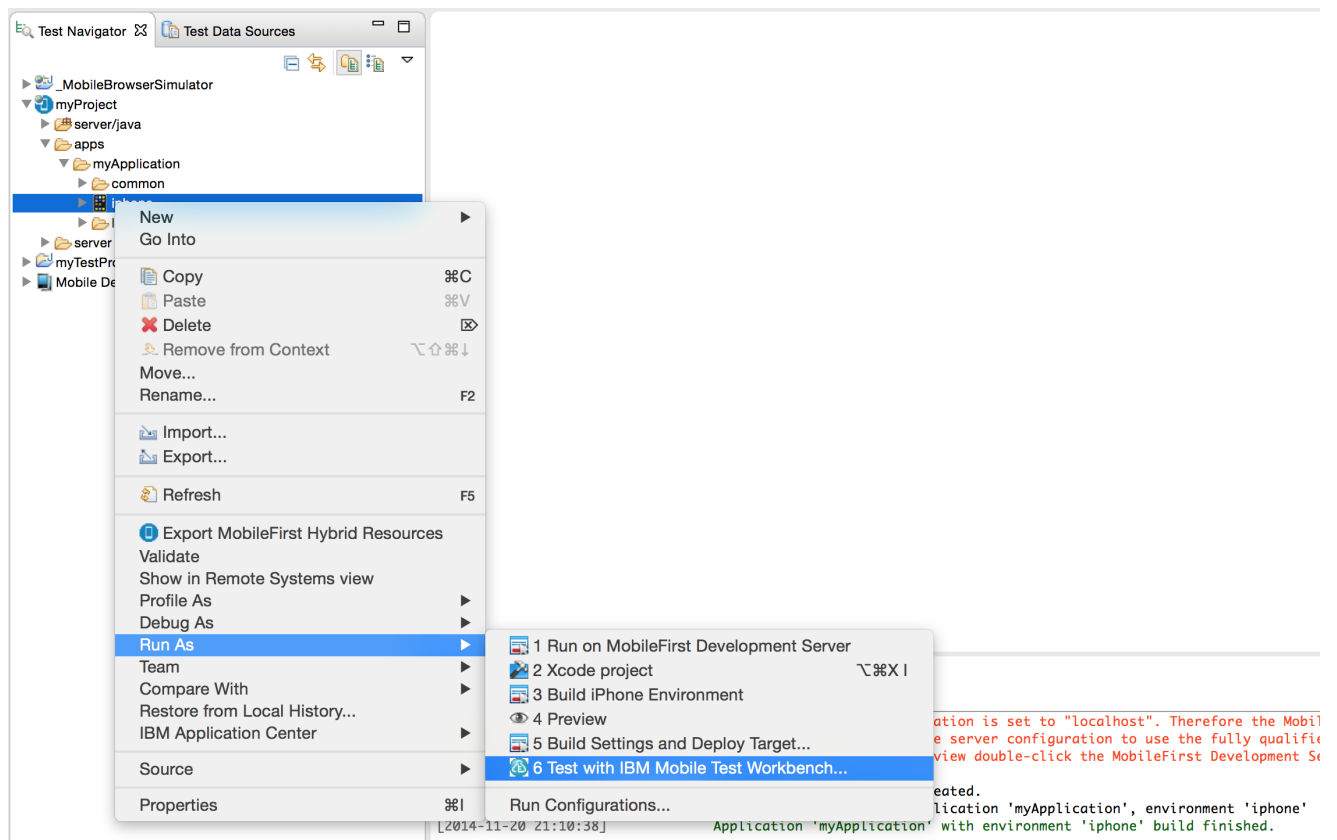 Test Navigator
Test Data Sources
_MobileBrowserSimulator
myProject
server/java
apps
myApplication
common
iphone
server
myTestPro
Mobile De
New
Go Into
Copy ⌘C
Paste ⌘V
Delete ⌦
Remove from Context ⌥⇧⌘↓
Move...
Rename... F2
Import...
Export...
Refresh F5
Export MobileFirst Hybrid Resources
Validate
Show in Remote Systems view
Profile As
Debug As
Run As
Team
Compare With
Restore from Local History...
IBM Application Center
Source
Properties ⌘I
1 Run on MobileFirst Development Server
2 Xcode project ⌥⌘X I
3 Build iPhone Environment
4 Preview
5 Build Settings and Deploy Target...
6 Test with IBM Mobile Test Workbench...
Run Configurations...
ation is set to "localhost". Therefore the Mobil
e server configuration to use the fully qualifie
view double-click the MobileFirst Development Se
eated.
lication 'myApplication', environment 'iphone'
[2014-11-20 21:10:38] Application 'myApplication' with environment 'iphone' build finished.